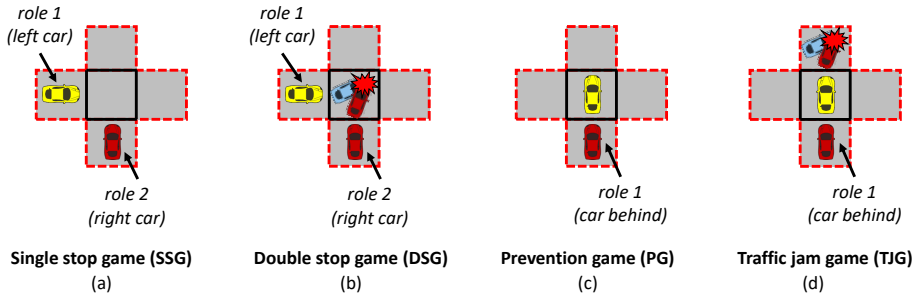 role 1
(left car)
role 2
(right car)
Single stop game (SSG)
(a)
role 1
(left car)
role 2
(right car)
Double stop game (DSG)
(b)
role 1
(car behind)
Prevention game (PG)
(c)
role 1
(car behind)
Traffic jam game (TJG)
(d)